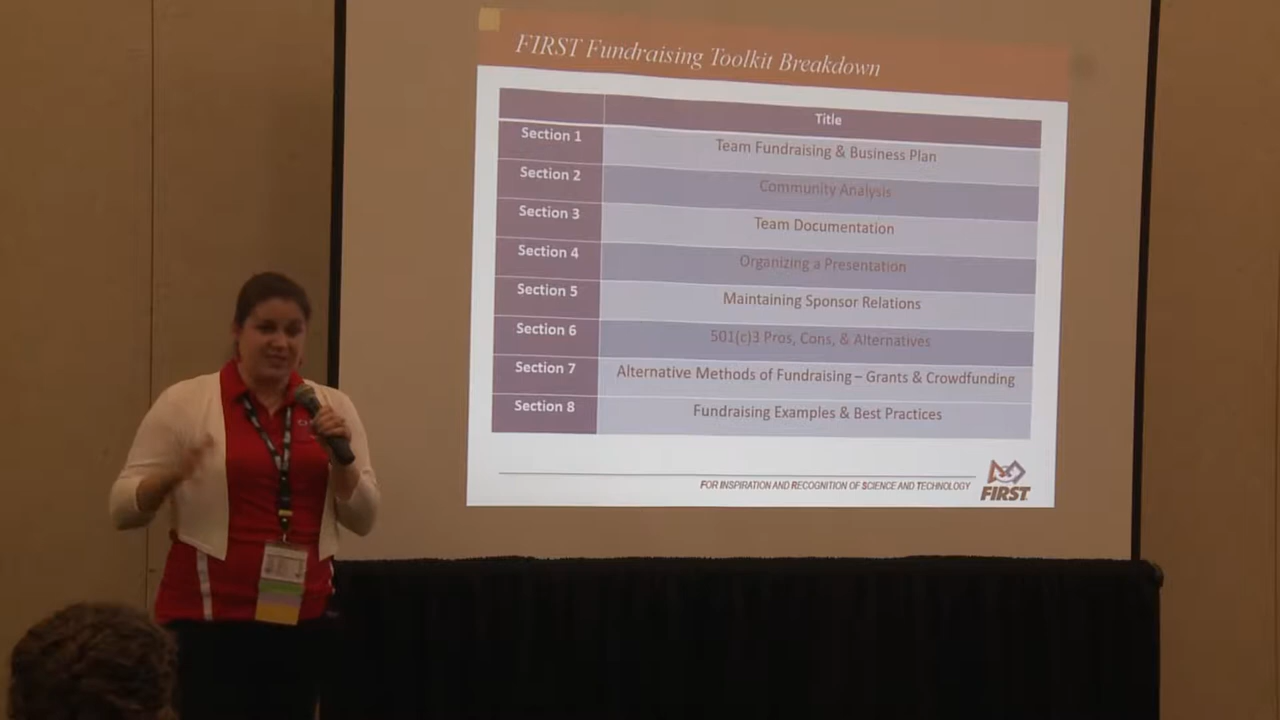 FIRST Fundraising Toolkit Breakdown
Title
Section 1 Team Fundraising & Business Plan
Section 2 Community Analysis
Section 3 Team Documentation
Section 4 Organizing a Presentation
Section 5 Maintaining Sponsor Relations
Section 6 501(c)3 Pros, Cons, & Alternatives
Section 7 Alternative Methods of Fundraising – Grants & Crowdfunding
Section 8 Fundraising Examples & Best Practices
FOR INSPIRATION AND RECOGNITION OF SCIENCE AND TECHNOLOGY
FIRST